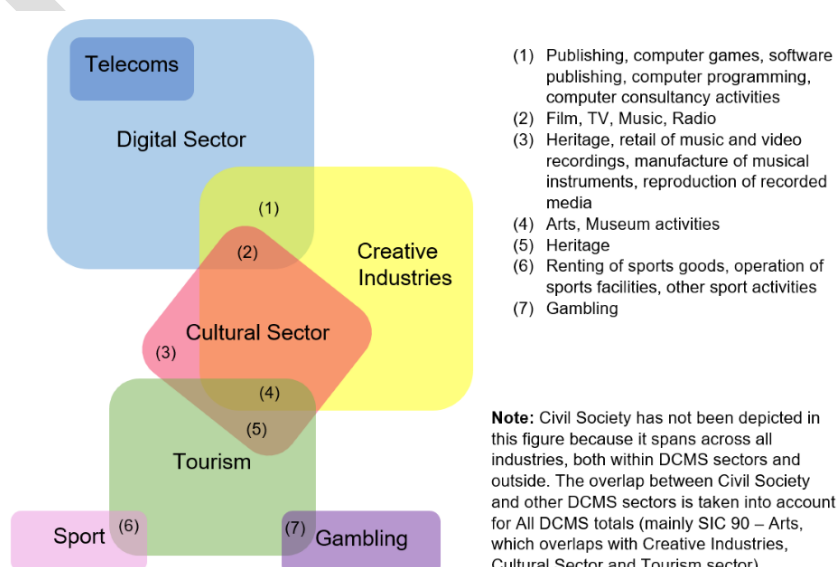 Telecoms
Digital Sector
(1)
(2)
Creative
Industries
Cultural Sector
(3)
(4)
(5)
Tourism
Sport
(6)
(7)
Gambling
(1) Publishing, computer games, software
publishing, computer programming,
computer consultancy activities
(2) Film, TV, Music, Radio
(3) Heritage, retail of music and video
recordings, manufacture of musical
instruments, reproduction of recorded
media
(4) Arts, Museum activities
(5) Heritage
(6) Renting of sports goods, operation of
sports facilities, other sport activities
(7) Gambling
Note: Civil Society has not been depicted in
this figure because it spans across all
industries, both within DCMS sectors and
outside. The overlap between Civil Society
and other DCMS sectors is taken into account
for All DCMS totals (mainly SIC 90 – Arts,
which overlaps with Creative Industries,
Cultural Sector and Tourism sector)